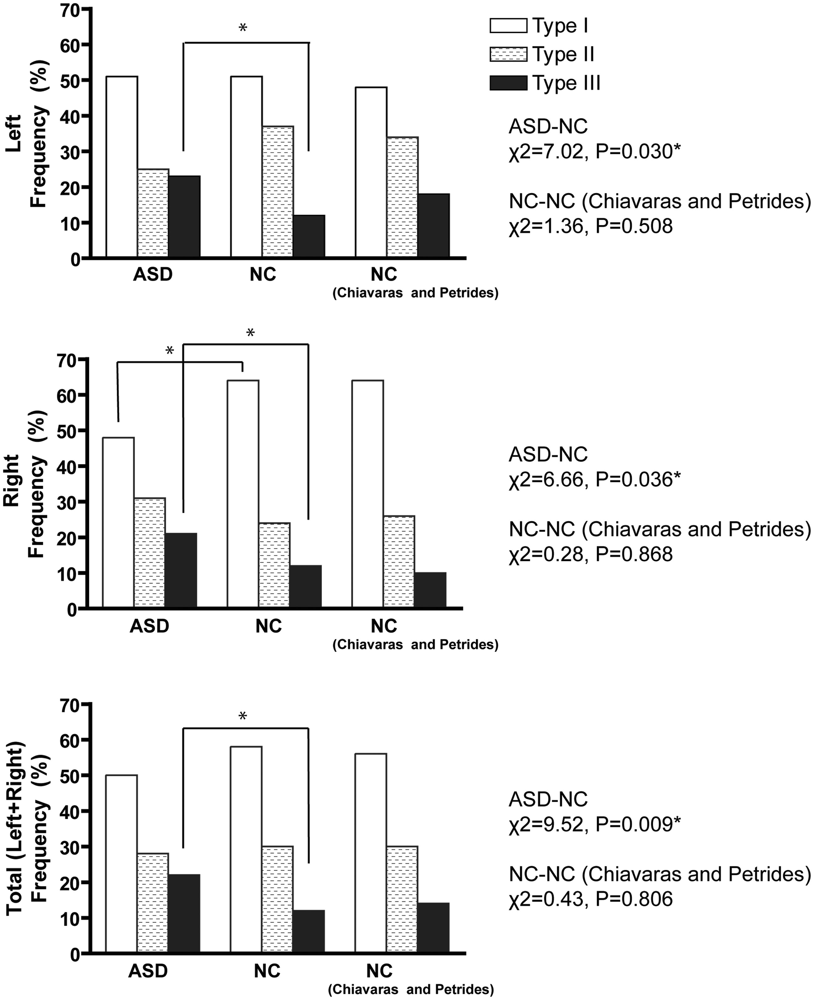 Left
Frequency (%)
70
60
50
40
30
20
10
0
*
ASD
NC
NC
(Chiavaras and Petrides)
Type I
Type II
Type III
ASD-NC
χ2=7.02, P=0.030*
NC-NC (Chiavaras and Petrides)
χ2=1.36, P=0.508
Right
Frequency (%)
70
60
50
40
30
20
10
0
*
*
ASD
NC
NC
(Chiavaras and Petrides)
ASD-NC
χ2=6.66, P=0.036*
NC-NC (Chiavaras and Petrides)
χ2=0.28, P=0.868
Total (Left+Right)
Frequency (%)
70
60
50
40
30
20
10
0
*
ASD
NC
NC
(Chiavaras and Petrides)
ASD-NC
χ2=9.52, P=0.009*
NC-NC (Chiavaras and Petrides)
χ2=0.43, P=0.806